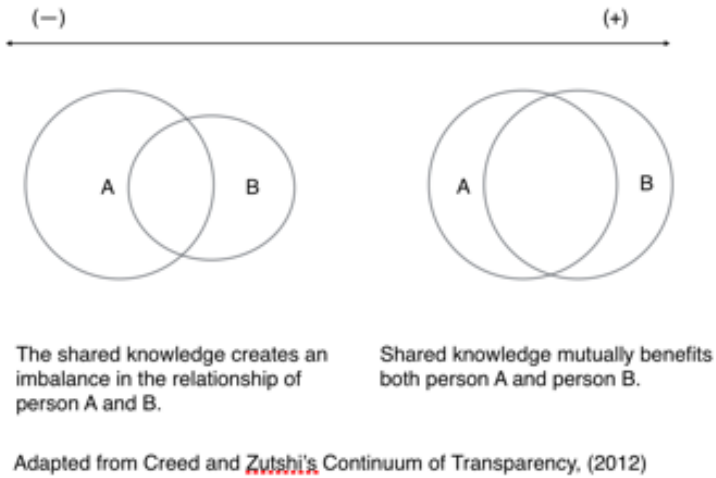 (—) (+)
A B A B
The shared knowledge creates an
imbalance in the relationship of
person A and B.
Shared knowledge mutually benefits
both person A and person B.
Adapted from Creed and Zutshi's Continuum of Transparency, (2012)